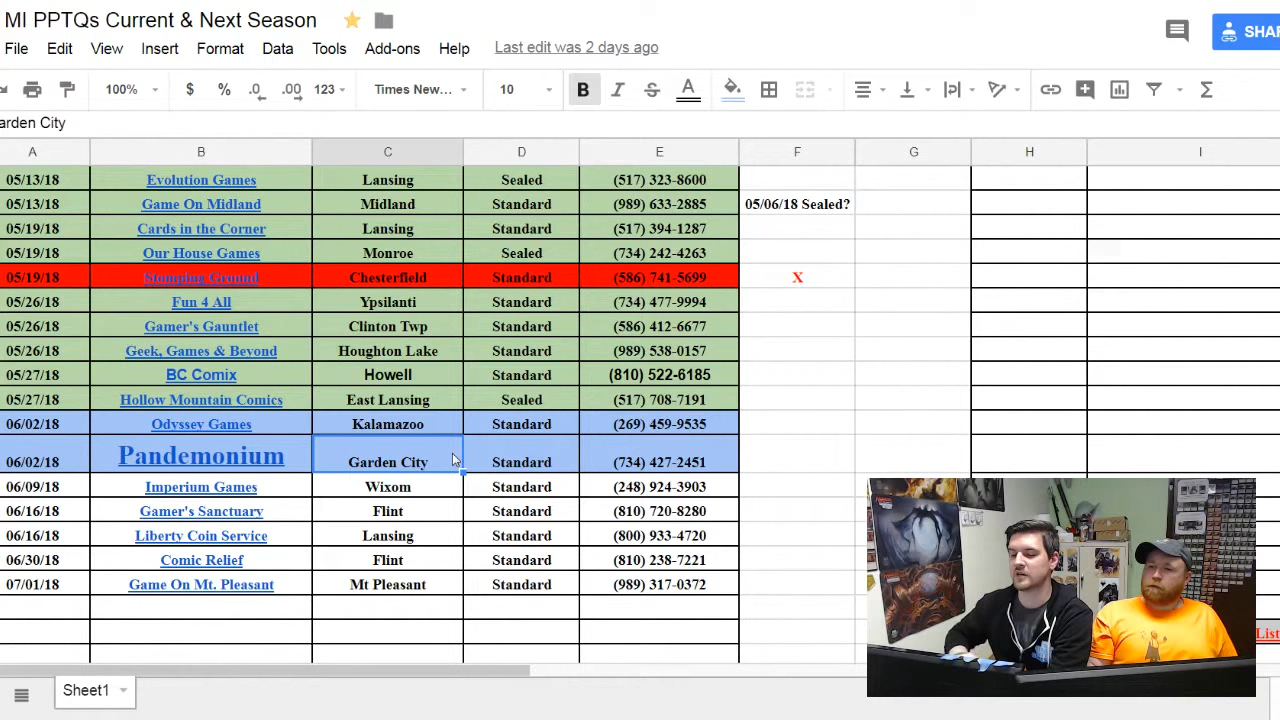 MI PPTQs Current & Next Season
File Edit View Insert Format Data Tools Add-ons Help Last edit was 2 days ago SHAR
100% $ % .0 .00 123 Times New... 10 B I S A Σ
arden City
A B C D E F G H I
05/13/18 Evolution Games Lansing Sealed (517) 323-8600
05/13/18 Game On Midland Midland Standard (989) 633-2885 05/06/18 Sealed?
05/19/18 Cards in the Corner Lansing Standard (517) 394-1287
05/19/18 Our House Games Monroe Sealed (734) 242-4263
05/19/18 Stomping Ground Chesterfield Standard (586) 741-5699 X
05/26/18 Fun 4 All Ypsilanti Standard (734) 477-9994
05/26/18 Gamer's Gauntlet Clinton Twp Standard (586) 412-6677
05/26/18 Geek, Games & Beyond Houghton Lake Standard (989) 538-0157
05/27/18 BC Comix Howell Standard (810) 522-6185
05/27/18 Hollow Mountain Comics East Lansing Sealed (517) 708-7191
06/02/18 Odyssey Games Kalamazoo Standard (269) 459-9535
06/02/18 Pandemonium Garden City Standard (734) 427-2451
06/09/18 Imperium Games Wixom Standard (248) 924-3903
06/16/18 Gamer's Sanctuary Flint Standard (810) 720-8280
06/16/18 Liberty Coin Service Lansing Standard (800) 933-4720
06/30/18 Comic Relief Flint Standard (810) 238-7221
07/01/18 Game On Mt. Pleasant Mt Pleasant Standard (989) 317-0372
List
Sheet1